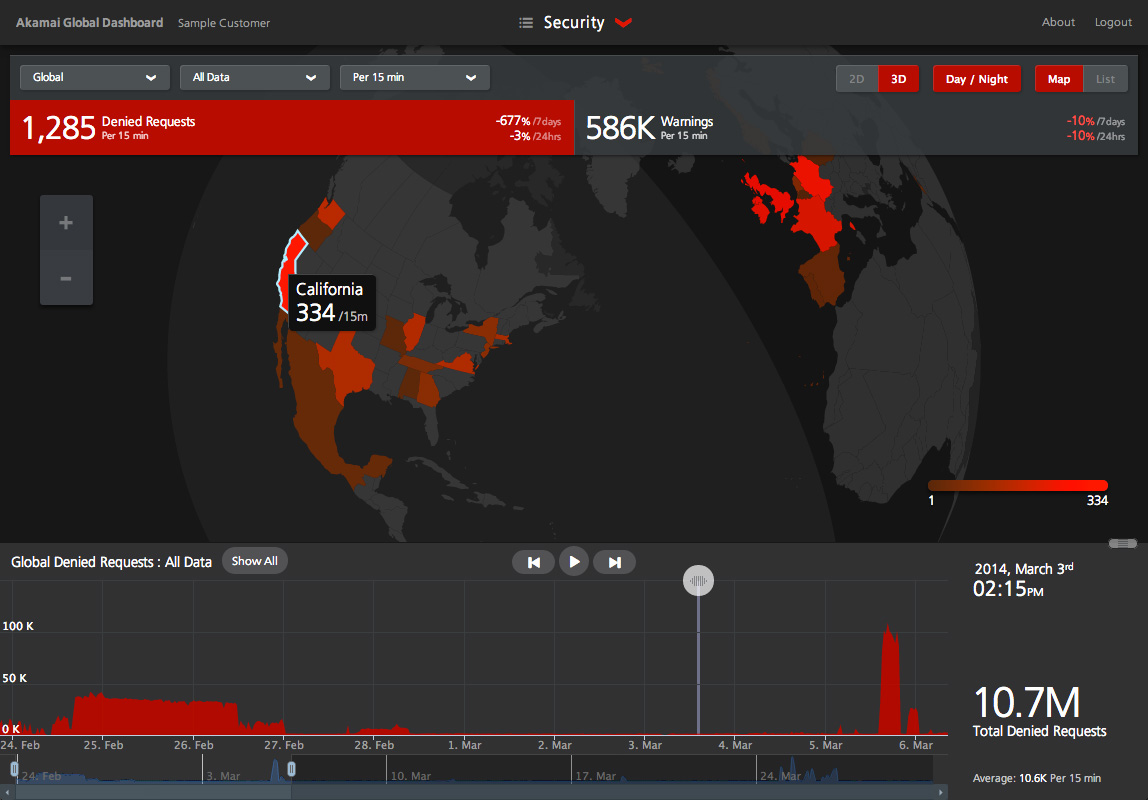 Akamai Global Dashboard Sample Customer Security About Logout
Global All Data Per 15 min 2D 3D Day / Night Map List
1,285 Denied Requests Per 15 min -677% /7days -3% /24hrs
586K Warnings Per 15 min -10% /7days -10% /24hrs
+
−
California
334 /15m
1 334
Global Denied Requests : All Data Show All
2014, March 3rd
02:15PM
100 K
50 K
0 K
24. Feb 25. Feb 26. Feb 27. Feb 28. Feb 1. Mar 2. Mar 3. Mar 4. Mar 5. Mar 6. Mar
24. Feb 3. Mar 10. Mar 17. Mar 24. Mar
10.7M
Total Denied Requests
Average: 10.6K Per 15 min